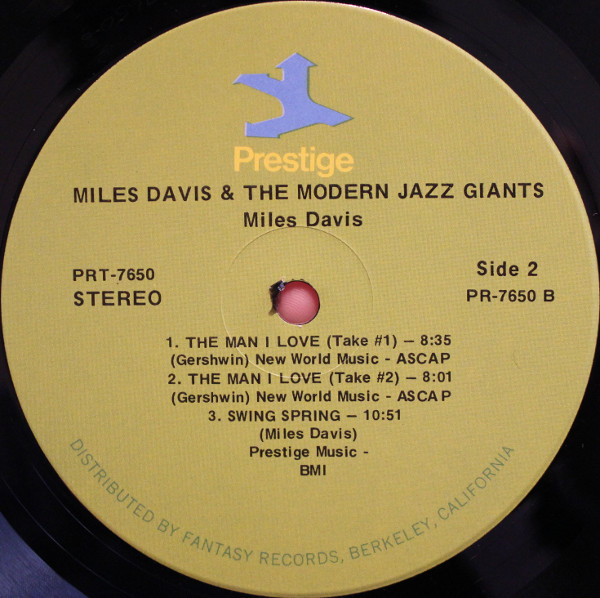 Prestige
MILES DAVIS & THE MODERN JAZZ GIANTS
Miles Davis
PRT-7650
STEREO
Side 2
PR-7650 B
1. THE MAN I LOVE (Take #1) – 8:35
(Gershwin) New World Music - ASCAP
2. THE MAN I LOVE (Take #2) – 8:01
(Gershwin) New World Music - ASCAP
3. SWING SPRING – 10:51
(Miles Davis)
Prestige Music -
BMI
DISTRIBUTED BY FANTASY RECORDS, BERKELEY, CALIFORNIA